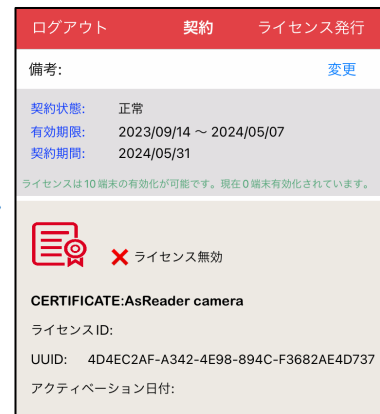 ログアウト 契約 ライセンス発行
備考: 変更
契約状態: 正常
有効期限: 2023/09/14 ～ 2024/05/07
契約期間: 2024/05/31
ライセンスは10端末の有効化が可能です。現在0端末有効化されています。
ライセンス無効
CERTIFICATE:AsReader camera
ライセンスID:
UUID: 4D4EC2AF-A342-4E98-894C-F3682AE4D737
アクティベーション日付: